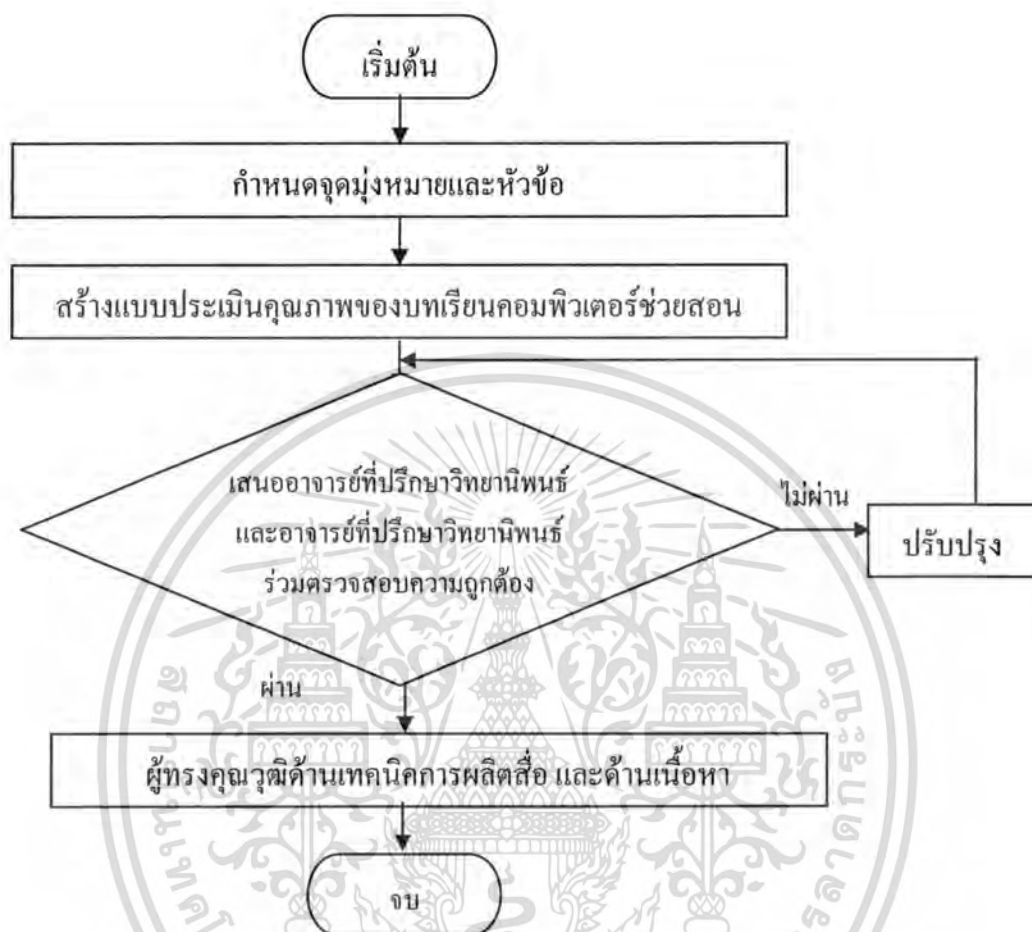 เริ่มต้น
กำหนดจุดมุ่งหมายและหัวข้อ
สร้างแบบประเมินคุณภาพของบทเรียนคอมพิวเตอร์ช่วยสอน
เสนออาจารย์ที่ปรึกษาวิทยานิพนธ์
และอาจารย์ที่ปรึกษาวิทยานิพนธ์
ร่วมตรวจสอบความถูกต้อง
ไม่ผ่าน
ปรับปรุง
ผ่าน
ผู้ทรงคุณวุฒิด้านเทคนิคการผลิตสื่อ และด้านเนื้อหา
จบ